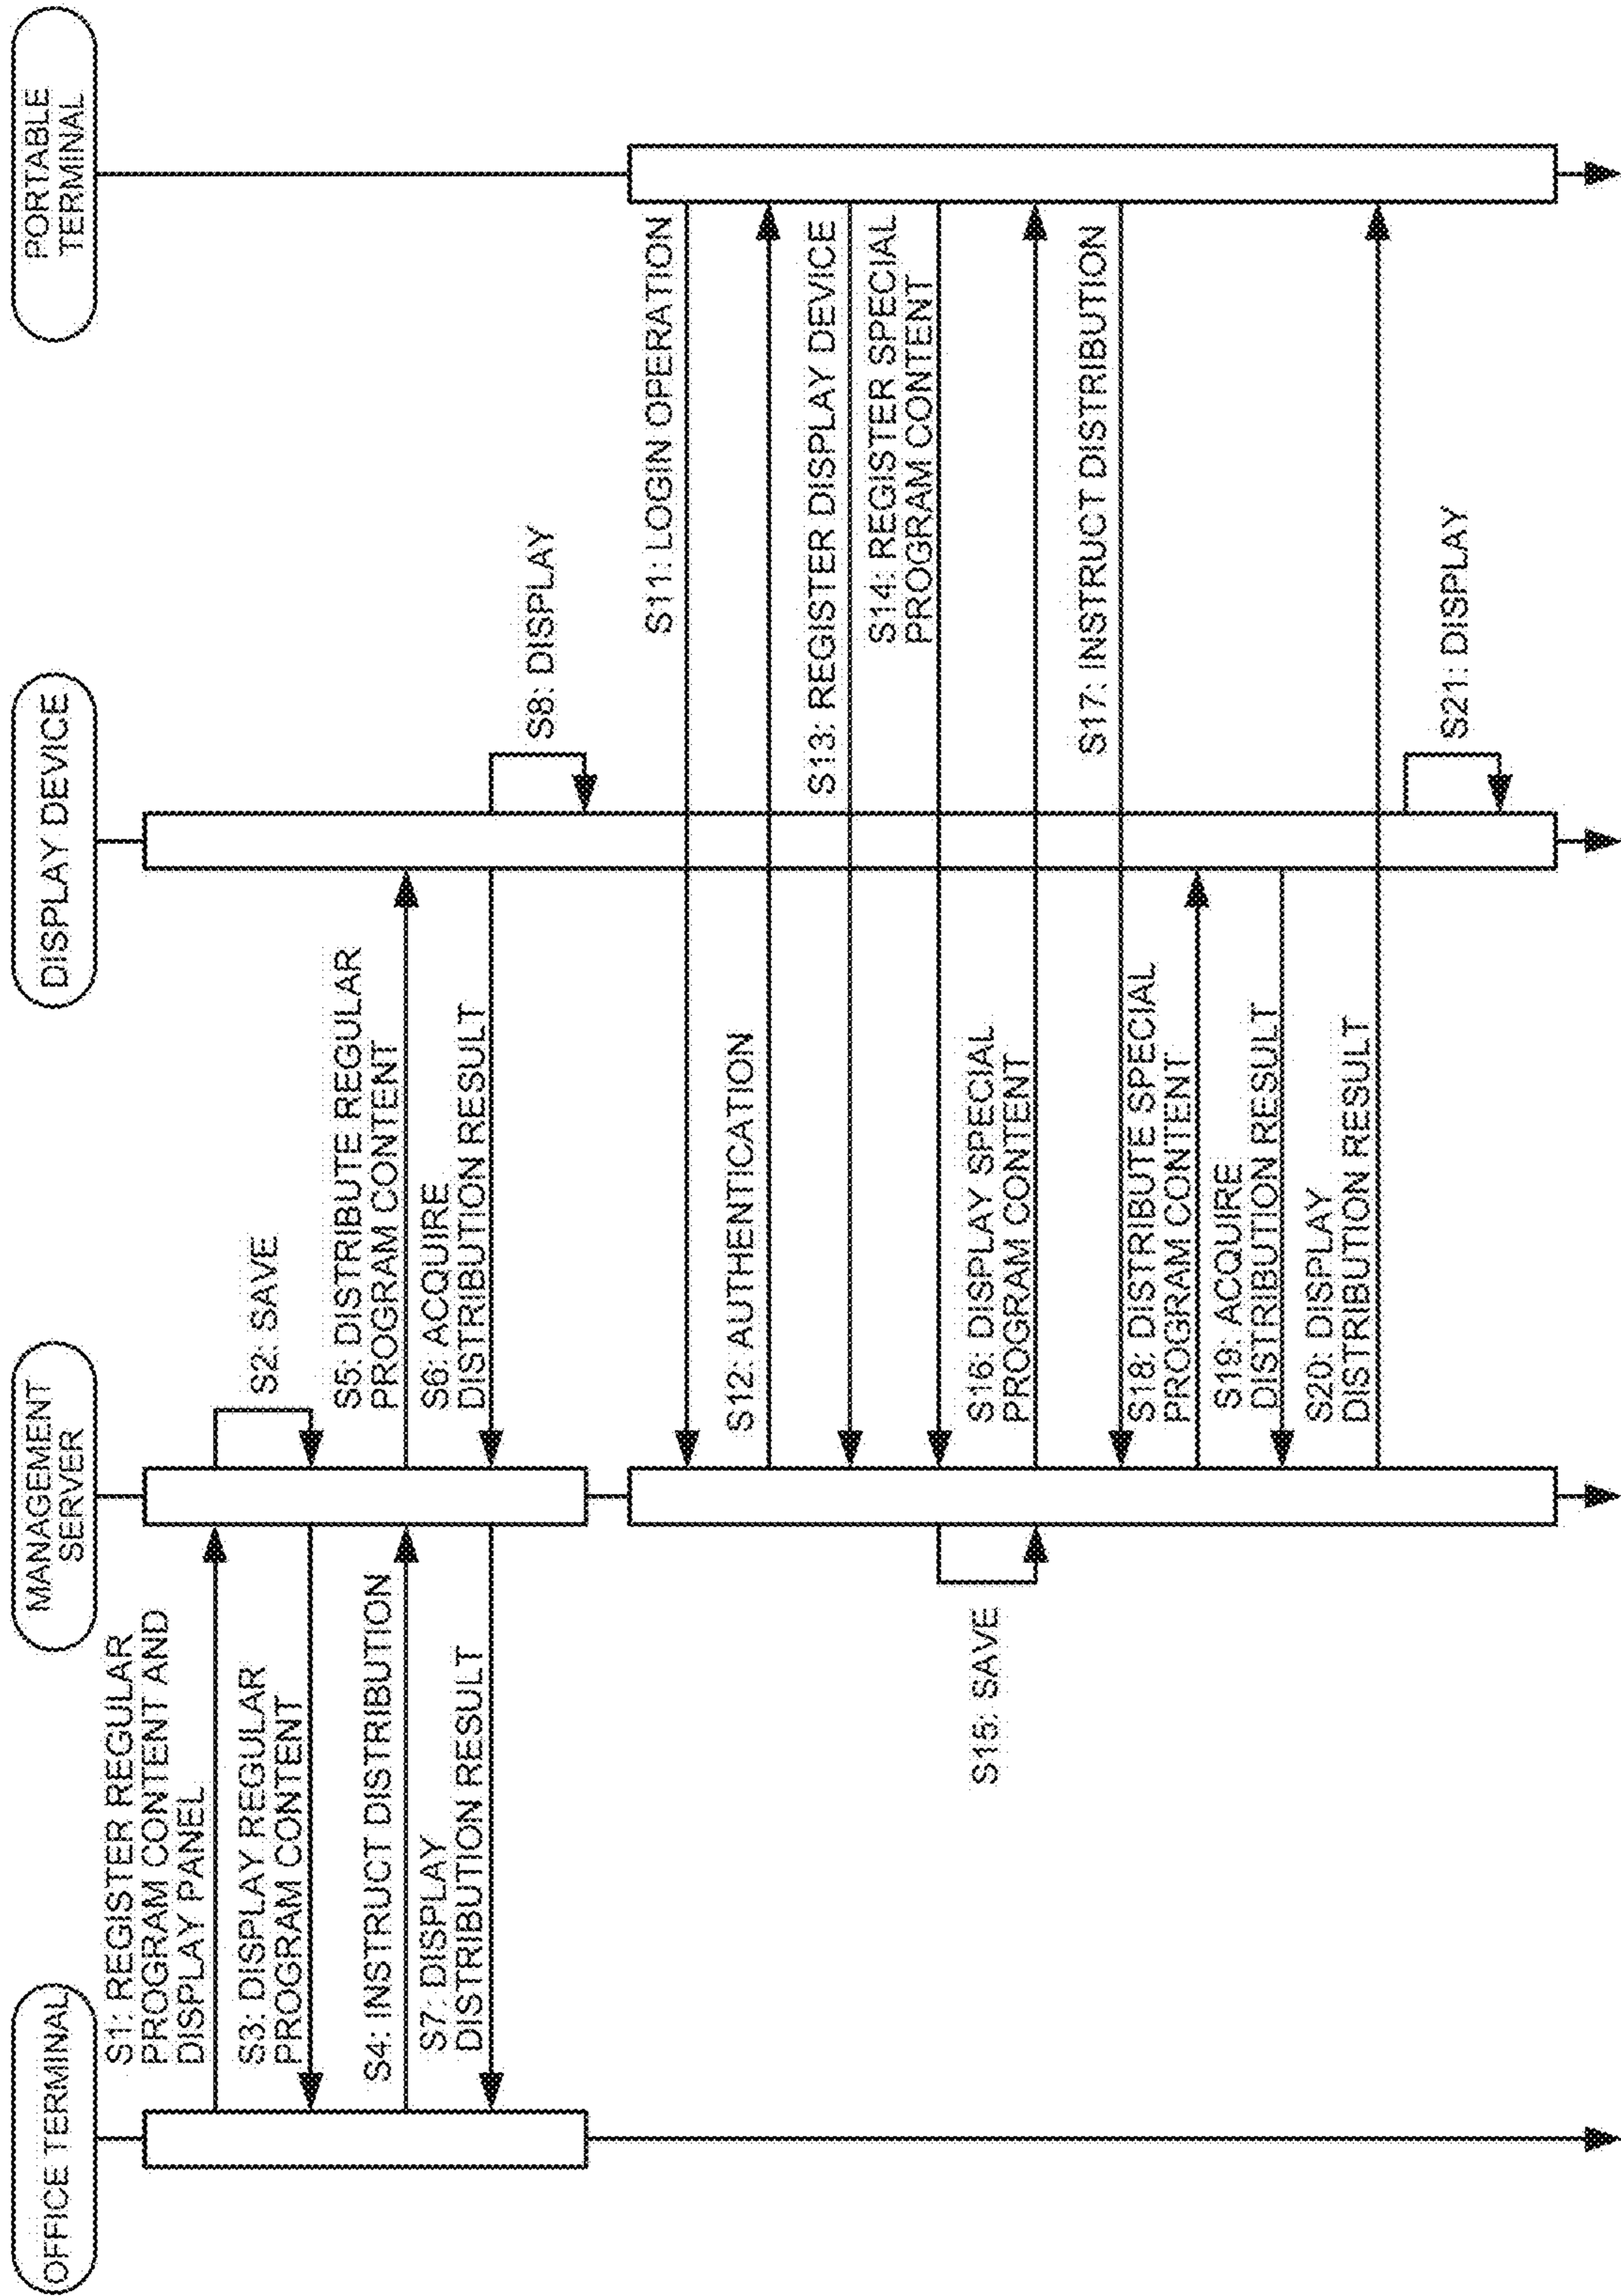 OFFICE TERMINAL
MANAGEMENT
SERVER
DISPLAY DEVICE
PORTABLE
TERMINAL
S1: REGISTER REGULAR
PROGRAM CONTENT AND
DISPLAY PANEL
S2: SAVE
S3: DISPLAY REGULAR
PROGRAM CONTENT
S4: INSTRUCT DISTRIBUTION
S5: DISTRIBUTE REGULAR
PROGRAM CONTENT
S6: ACQUIRE
DISTRIBUTION RESULT
S7: DISPLAY
DISTRIBUTION RESULT
S8: DISPLAY
S11: LOGIN OPERATION
S12: AUTHENTICATION
S13: REGISTER DISPLAY DEVICE
S14: REGISTER SPECIAL
PROGRAM CONTENT
S15: SAVE
S16: DISPLAY SPECIAL
PROGRAM CONTENT
S17: INSTRUCT DISTRIBUTION
S18: DISTRIBUTE SPECIAL
PROGRAM CONTENT
S19: ACQUIRE
DISTRIBUTION RESULT
S20: DISPLAY
DISTRIBUTION RESULT
S21: DISPLAY